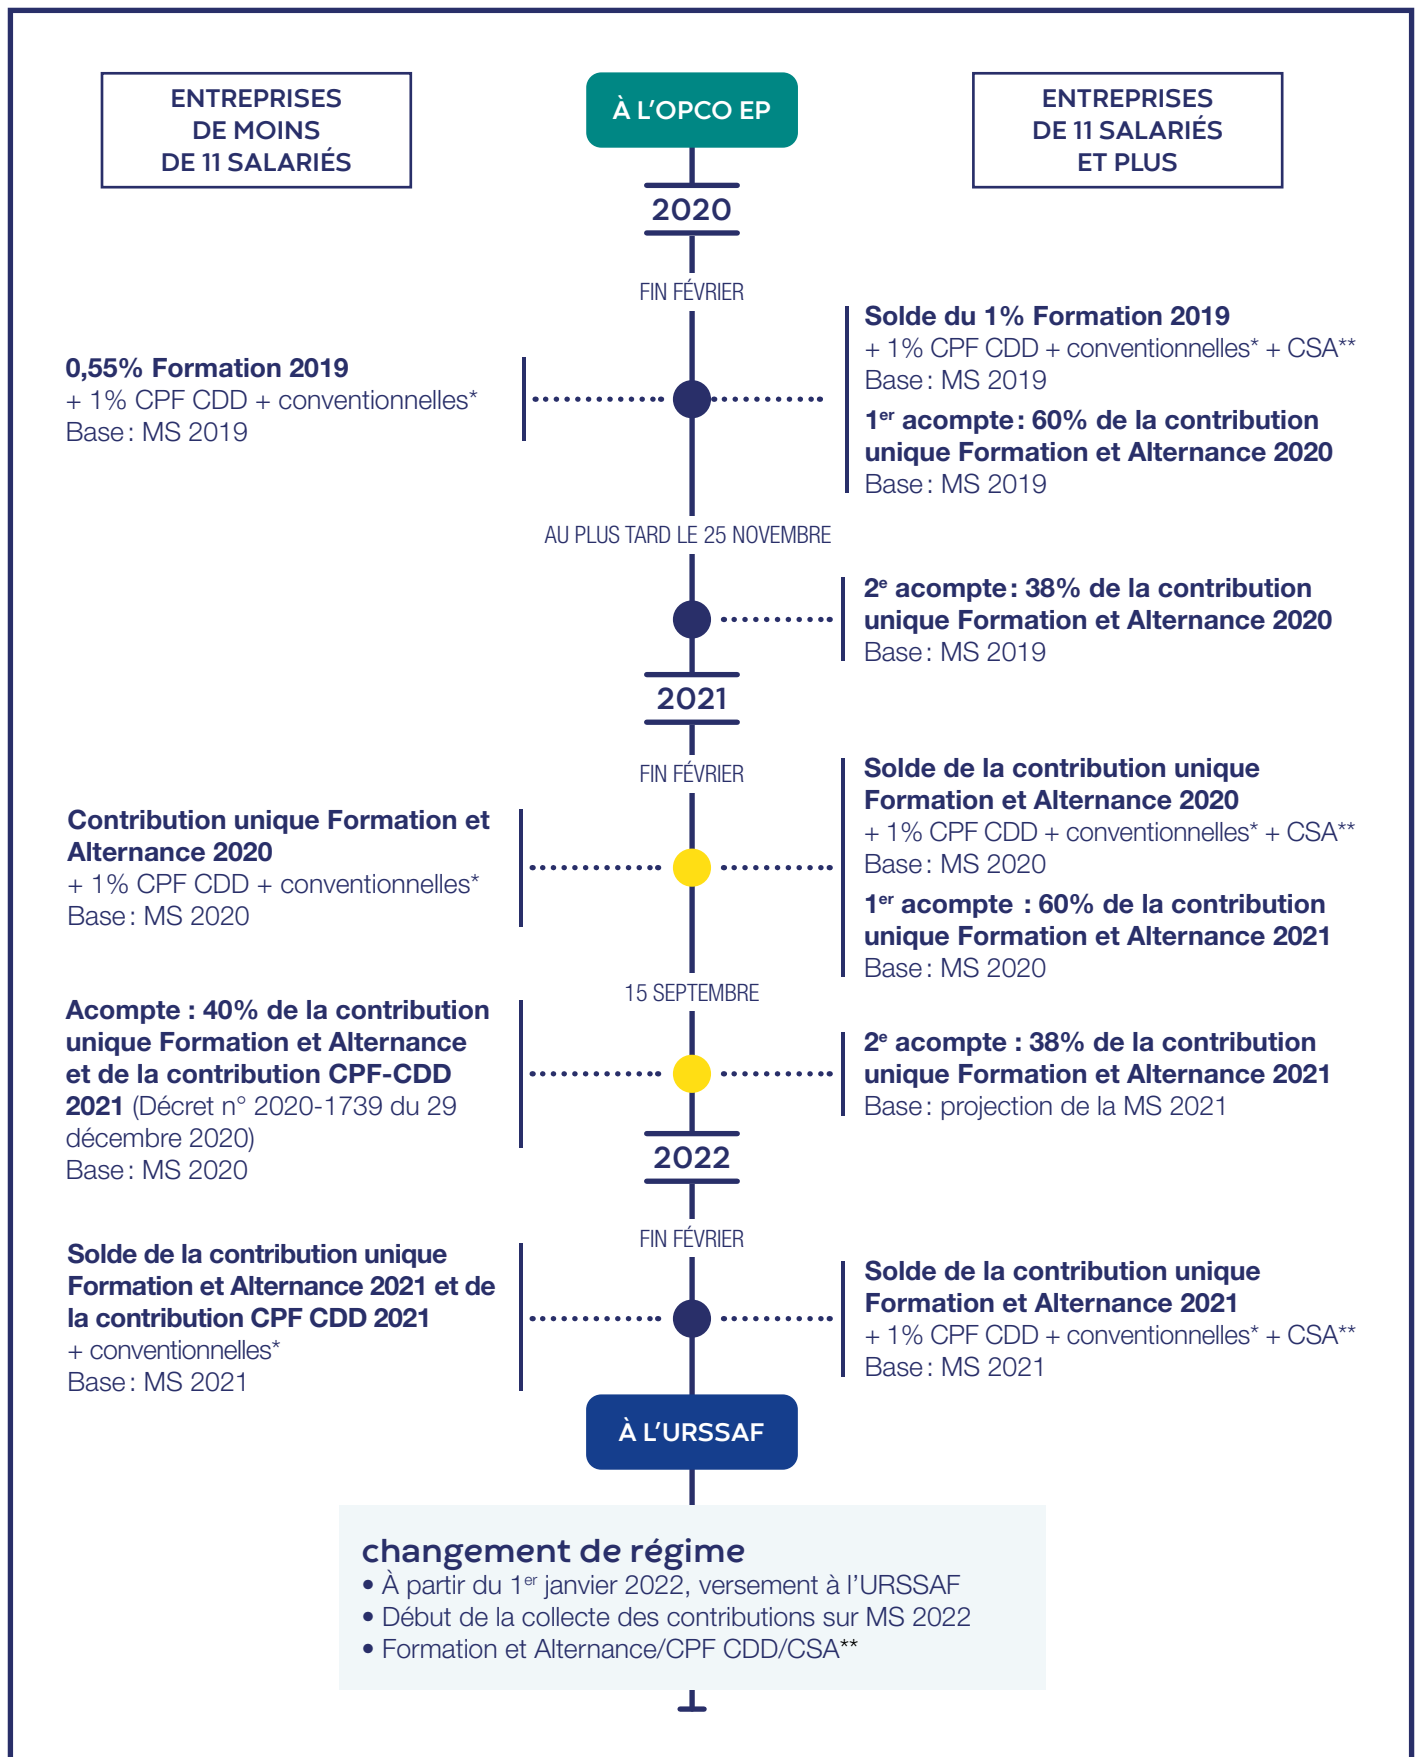 ENTREPRISES
DE MOINS
DE 11 SALARIÉS
À L’OPCO EP
ENTREPRISES
DE 11 SALARIÉS
ET PLUS
2020
FIN FÉVRIER
0,55% Formation 2019
+ 1% CPF CDD + conventionnelles*
Base : MS 2019
Solde du 1% Formation 2019
+ 1% CPF CDD + conventionnelles* + CSA**
Base : MS 2019
1er acompte : 60% de la contribution
unique Formation et Alternance 2020
Base : MS 2019
AU PLUS TARD LE 25 NOVEMBRE
2e acompte : 38% de la contribution
unique Formation et Alternance 2020
Base : MS 2019
2021
FIN FÉVRIER
Contribution unique Formation et
Alternance 2020
+ 1% CPF CDD + conventionnelles*
Base : MS 2020
Solde de la contribution unique
Formation et Alternance 2020
+ 1% CPF CDD + conventionnelles* + CSA**
Base : MS 2020
1er acompte : 60% de la contribution
unique Formation et Alternance 2021
Base : MS 2020
15 SEPTEMBRE
Acompte : 40% de la contribution
unique Formation et Alternance
et de la contribution CPF-CDD
2021 (Décret n° 2020-1739 du 29
décembre 2020)
Base : MS 2020
2e acompte : 38% de la contribution
unique Formation et Alternance 2021
Base : projection de la MS 2021
2022
FIN FÉVRIER
Solde de la contribution unique
Formation et Alternance 2021 et de
la contribution CPF CDD 2021
+ conventionnelles*
Base : MS 2021
Solde de la contribution unique
Formation et Alternance 2021
+ 1% CPF CDD + conventionnelles* + CSA**
Base : MS 2021
À L’URSSAF
changement de régime
• À partir du 1er janvier 2022, versement à l’URSSAF
• Début de la collecte des contributions sur MS 2022
• Formation et Alternance/CPF CDD/CSA**